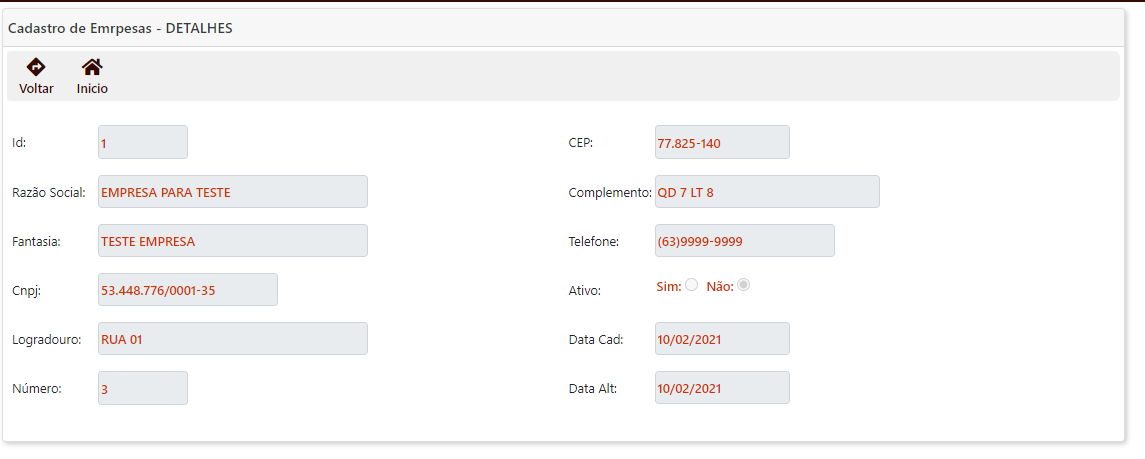 Cadastro de Emrpesas - DETALHES
Voltar Inicio
Id: 1 CEP: 77.825-140
Razão Social: EMPRESA PARA TESTE Complemento: QD 7 LT 8
Fantasia: TESTE EMPRESA Telefone: (63)9999-9999
Cnpj: 53.448.776/0001-35 Ativo: Sim: Não:
Logradouro: RUA 01 Data Cad: 10/02/2021
Número: 3 Data Alt: 10/02/2021